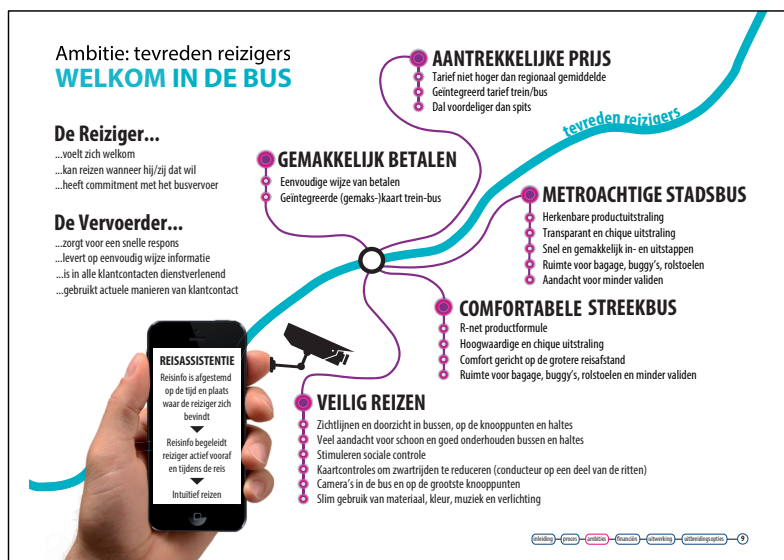 Ambitie: tevreden reizigers
WELKOM IN DE BUS
De Reiziger...
...voelt zich welkom
...kan reizen wanneer hij/zij dat wil
...heeft commitment met het busvervoer
De Vervoerder...
...zorgt voor een snelle respons
...levert op eenvoudig wijze informatie
...is in alle klantcontacten dienstverlenend
...gebruikt actuele manieren van klantcontact
AANTREKKELIJKE PRIJS
Tarief niet hoger dan regionaal gemiddelde
Geïntegreerd tarief trein/bus
Dal voordeliger dan spits
tevreden reizigers
GEMAKKELIJK BETALEN
Eenvoudige wijze van betalen
Geïntegreerde (gemaks-)kaart trein-bus
METROACHTIGE STADSBUS
Herkenbare productuitstraling
Transparant en chique uitstraling
Snel en gemakkelijk in- en uitstappen
Ruimte voor bagage, buggy's, rolstoelen
Aandacht voor minder validen
COMFORTABELE STREEKBUS
R-net productformule
Hoogwaardige en chique uitstraling
Comfort gericht op de grotere reisafstand
Ruimte voor bagage, buggy's, rolstoelen en minder validen
REISASSISTENTIE
Reisinfo is afgestemd
op de tijd en plaats
waar de reiziger zich
bevindt
Reisinfo begeleidt
reiziger actief vooraf
en tijdens de reis
Intuitief reizen
VEILIG REIZEN
Zichtlijnen en doorzicht in bussen, op de knooppunten en haltes
Veel aandacht voor schoon en goed onderhouden bussen en haltes
Stimuleren sociale controle
Kaartcontroles om zwartrijden te reduceren (conducteur op een deel van de ritten)
Camera's in de bus en op de grootste knooppunten
Slim gebruik van materiaal, kleur, muziek en verlichting
inleiding proces ambities financiën uitwerking uitbreidingsopties 9